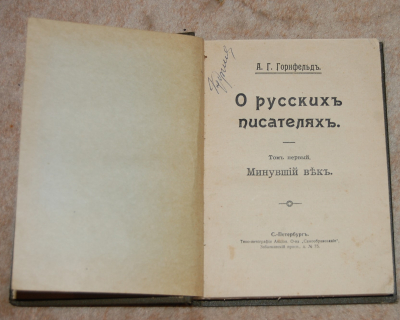 А. Г. Горнфельдъ.
О русскихъ
писателяхъ.
Томъ первый.
Минувшій вѣкъ.
С.-Петербургъ.